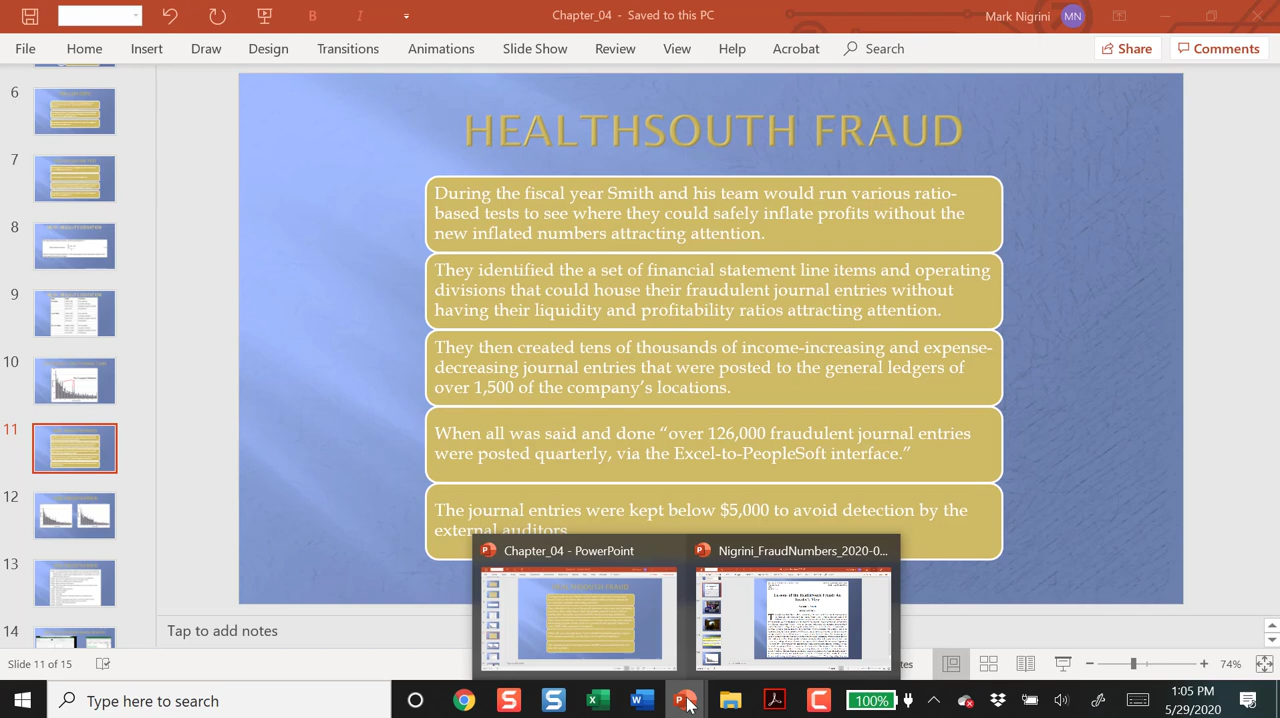 Chapter_04 - Saved to this PC
Mark Nigrini MN
File Home Insert Draw Design Transitions Animations Slide Show Review View Help Acrobat Search Share Comments
6
7
8
9
10
11
12
13
14
HEALTHSOUTH FRAUD
During the fiscal year Smith and his team would run various ratio-
based tests to see where they could safely inflate profits without the
new inflated numbers attracting attention.
They identified the a set of financial statement line items and operating
divisions that could house their fraudulent journal entries without
having their liquidity and profitability ratios attracting attention.
They then created tens of thousands of income-increasing and expense-
decreasing journal entries that were posted to the general ledgers of
over 1,500 of the company's locations.
When all was said and done “over 126,000 fraudulent journal entries
were posted quarterly, via the Excel-to-PeopleSoft interface.”
The journal entries were kept below $5,000 to avoid detection by the
external auditors
Chapter_04 - PowerPoint
Nigrini_FraudNumbers_2020-0...
HEALTHSOUTH FRAUD
Tap to add notes
Slide 11 of 15
74%
Type here to search
100%
1:05 PM
5/29/2020